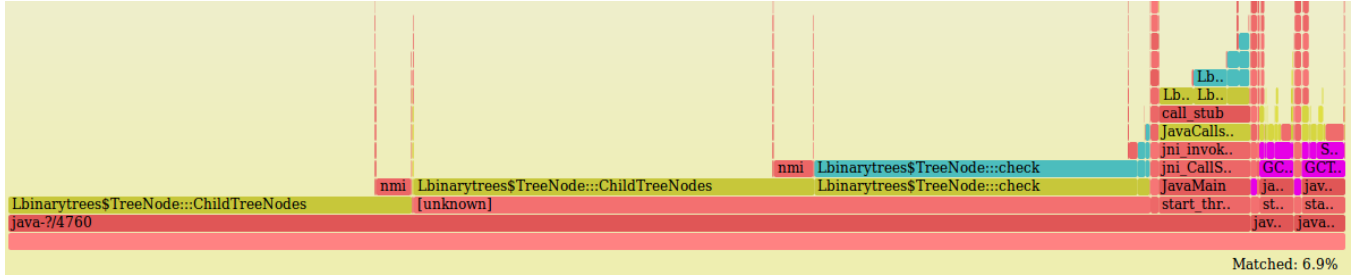 Lb..
Lb.. Lb..
call_stub
JavaCalls..
jni_invok.. S..
nmi Lbinarytrees$TreeNode:::check jni_CallS.. GC.. GCT..
nmi Lbinarytrees$TreeNode:::ChildTreeNodes Lbinarytrees$TreeNode:::check JavaMain ja.. jav..
Lbinarytrees$TreeNode:::ChildTreeNodes [unknown] start_thr.. st.. sta..
java-?/4760 jav.. java..
Matched: 6.9%